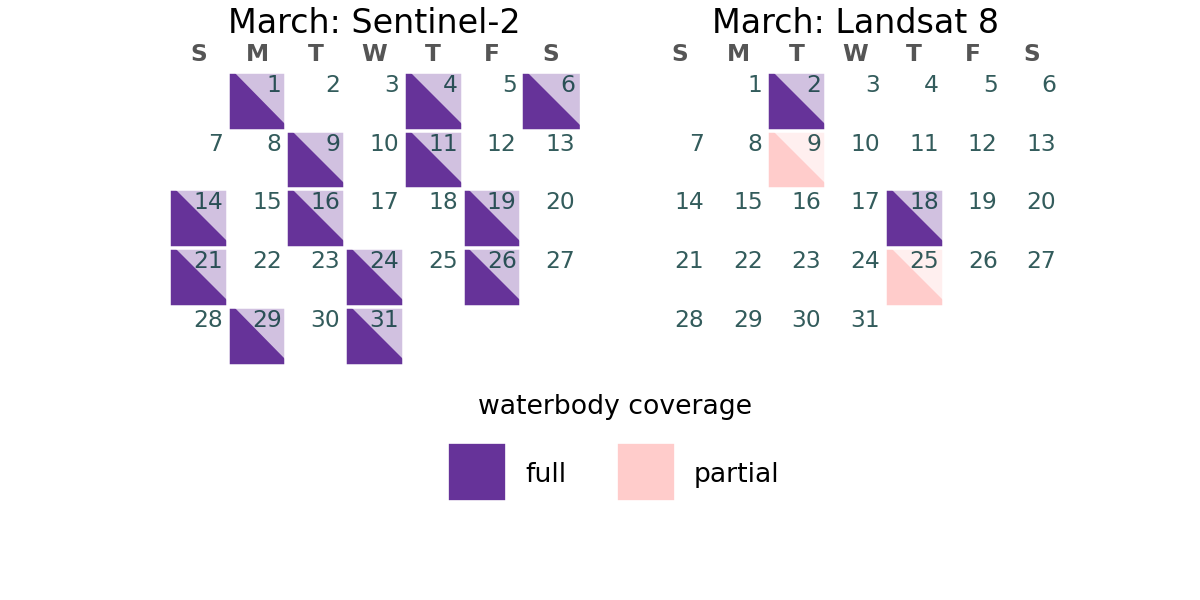 March: Sentinel-2
S M T W T F S
1 2 3 4 5 6
7 8 9 10 11 12 13
14 15 16 17 18 19 20
21 22 23 24 25 26 27
28 29 30 31
March: Landsat 8
S M T W T F S
1 2 3 4 5 6
7 8 9 10 11 12 13
14 15 16 17 18 19 20
21 22 23 24 25 26 27
28 29 30 31
waterbody coverage
full
partial